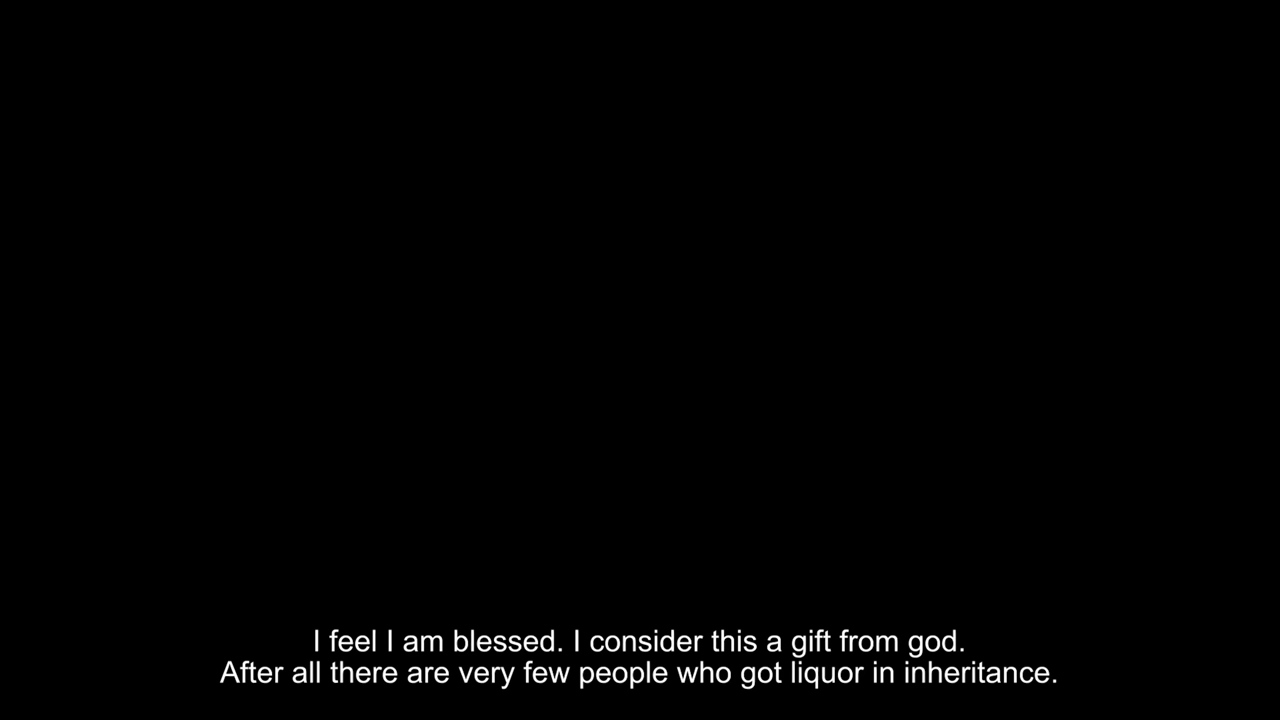 I feel I am blessed. I consider this a gift from god.
After all there are very few people who got liquor in inheritance.